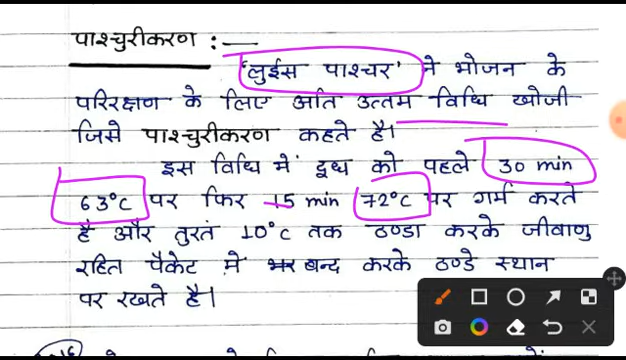 पाश्चुरीकरण :—
'लुईस पाश्चर' ने भोजन के
परिरक्षण के लिए अति उत्तम विधि खोजी
जिसे पाश्चुरीकरण कहते है।
इस विधि में दूध को पहले 30 min
63°C पर फिर 15 min 72°C पर गर्म करते
है और तुरतं 10°C तक ठण्डा करके जीवाणु
रहित पैकेट मे भर बन्द करके ठण्डे स्थान
पर रखते है।